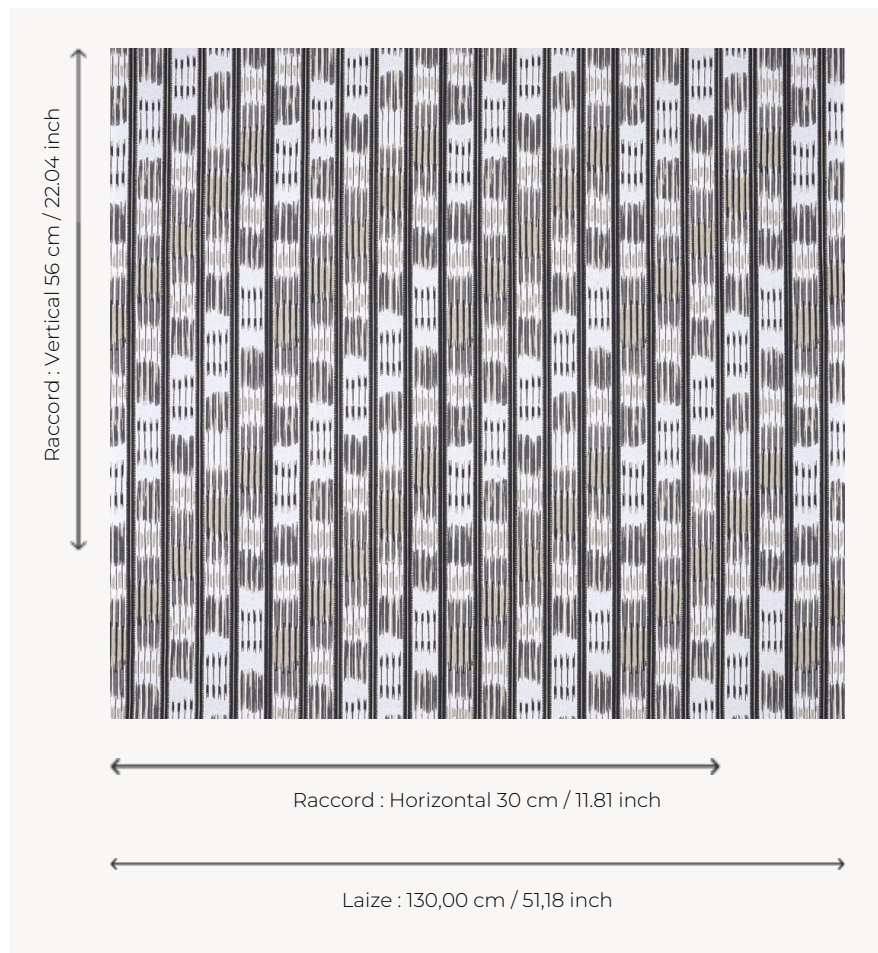 Raccord : Vertical 56 cm / 22.04 inch
Raccord : Horizontal 30 cm / 11.81 inch
Laize : 130,00 cm / 51,18 inch